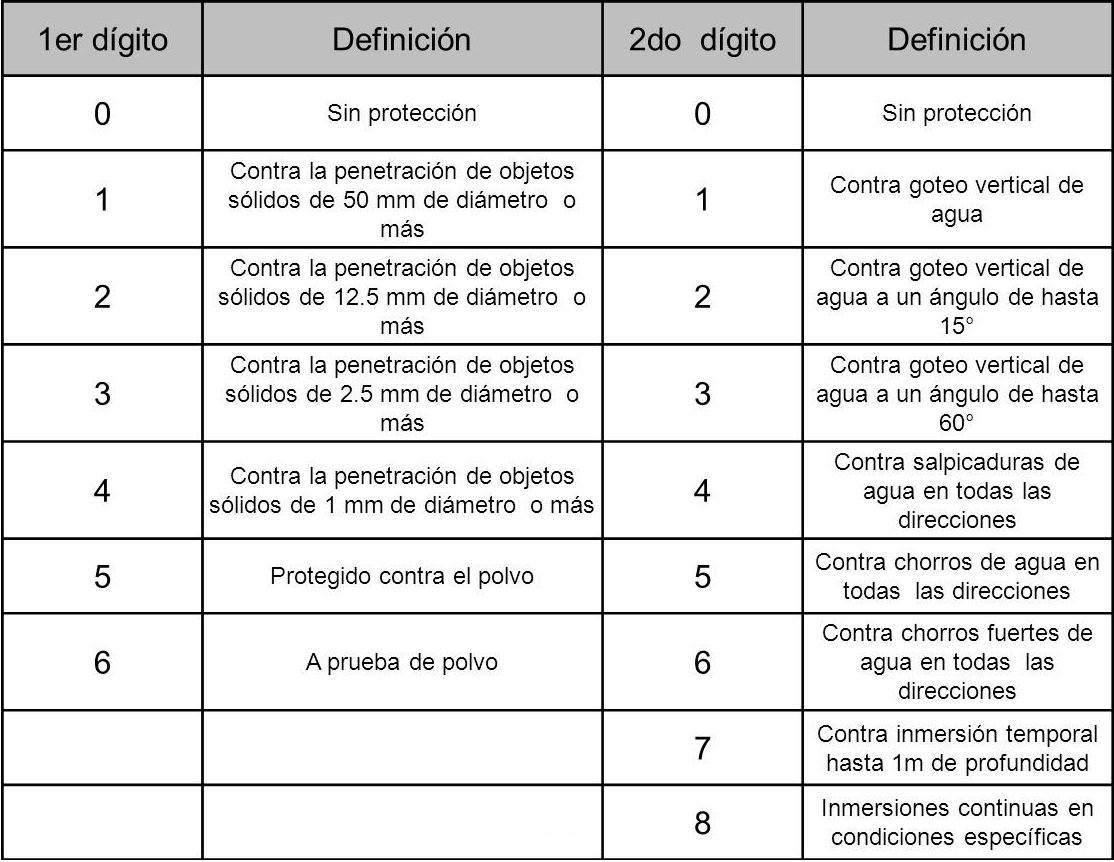 1er dígito Definición 2do dígito Definición
0 Sin protección 0 Sin protección
1
Contra la penetración de objetos
sólidos de 50 mm de diámetro o
más
1
Contra goteo vertical de
agua
2
Contra la penetración de objetos
sólidos de 12.5 mm de diámetro o
más
2
Contra goteo vertical de
agua a un ángulo de hasta
15°
3
Contra la penetración de objetos
sólidos de 2.5 mm de diámetro o
más
3
Contra goteo vertical de
agua a un ángulo de hasta
60°
4
Contra la penetración de objetos
sólidos de 1 mm de diámetro o más
4
Contra salpicaduras de
agua en todas las
direcciones
5
Protegido contra el polvo
5
Contra chorros de agua en
todas las direcciones
6
A prueba de polvo
6
Contra chorros fuertes de
agua en todas las
direcciones
7
Contra inmersión temporal
hasta 1m de profundidad
8
Inmersiones continuas en
condiciones específicas